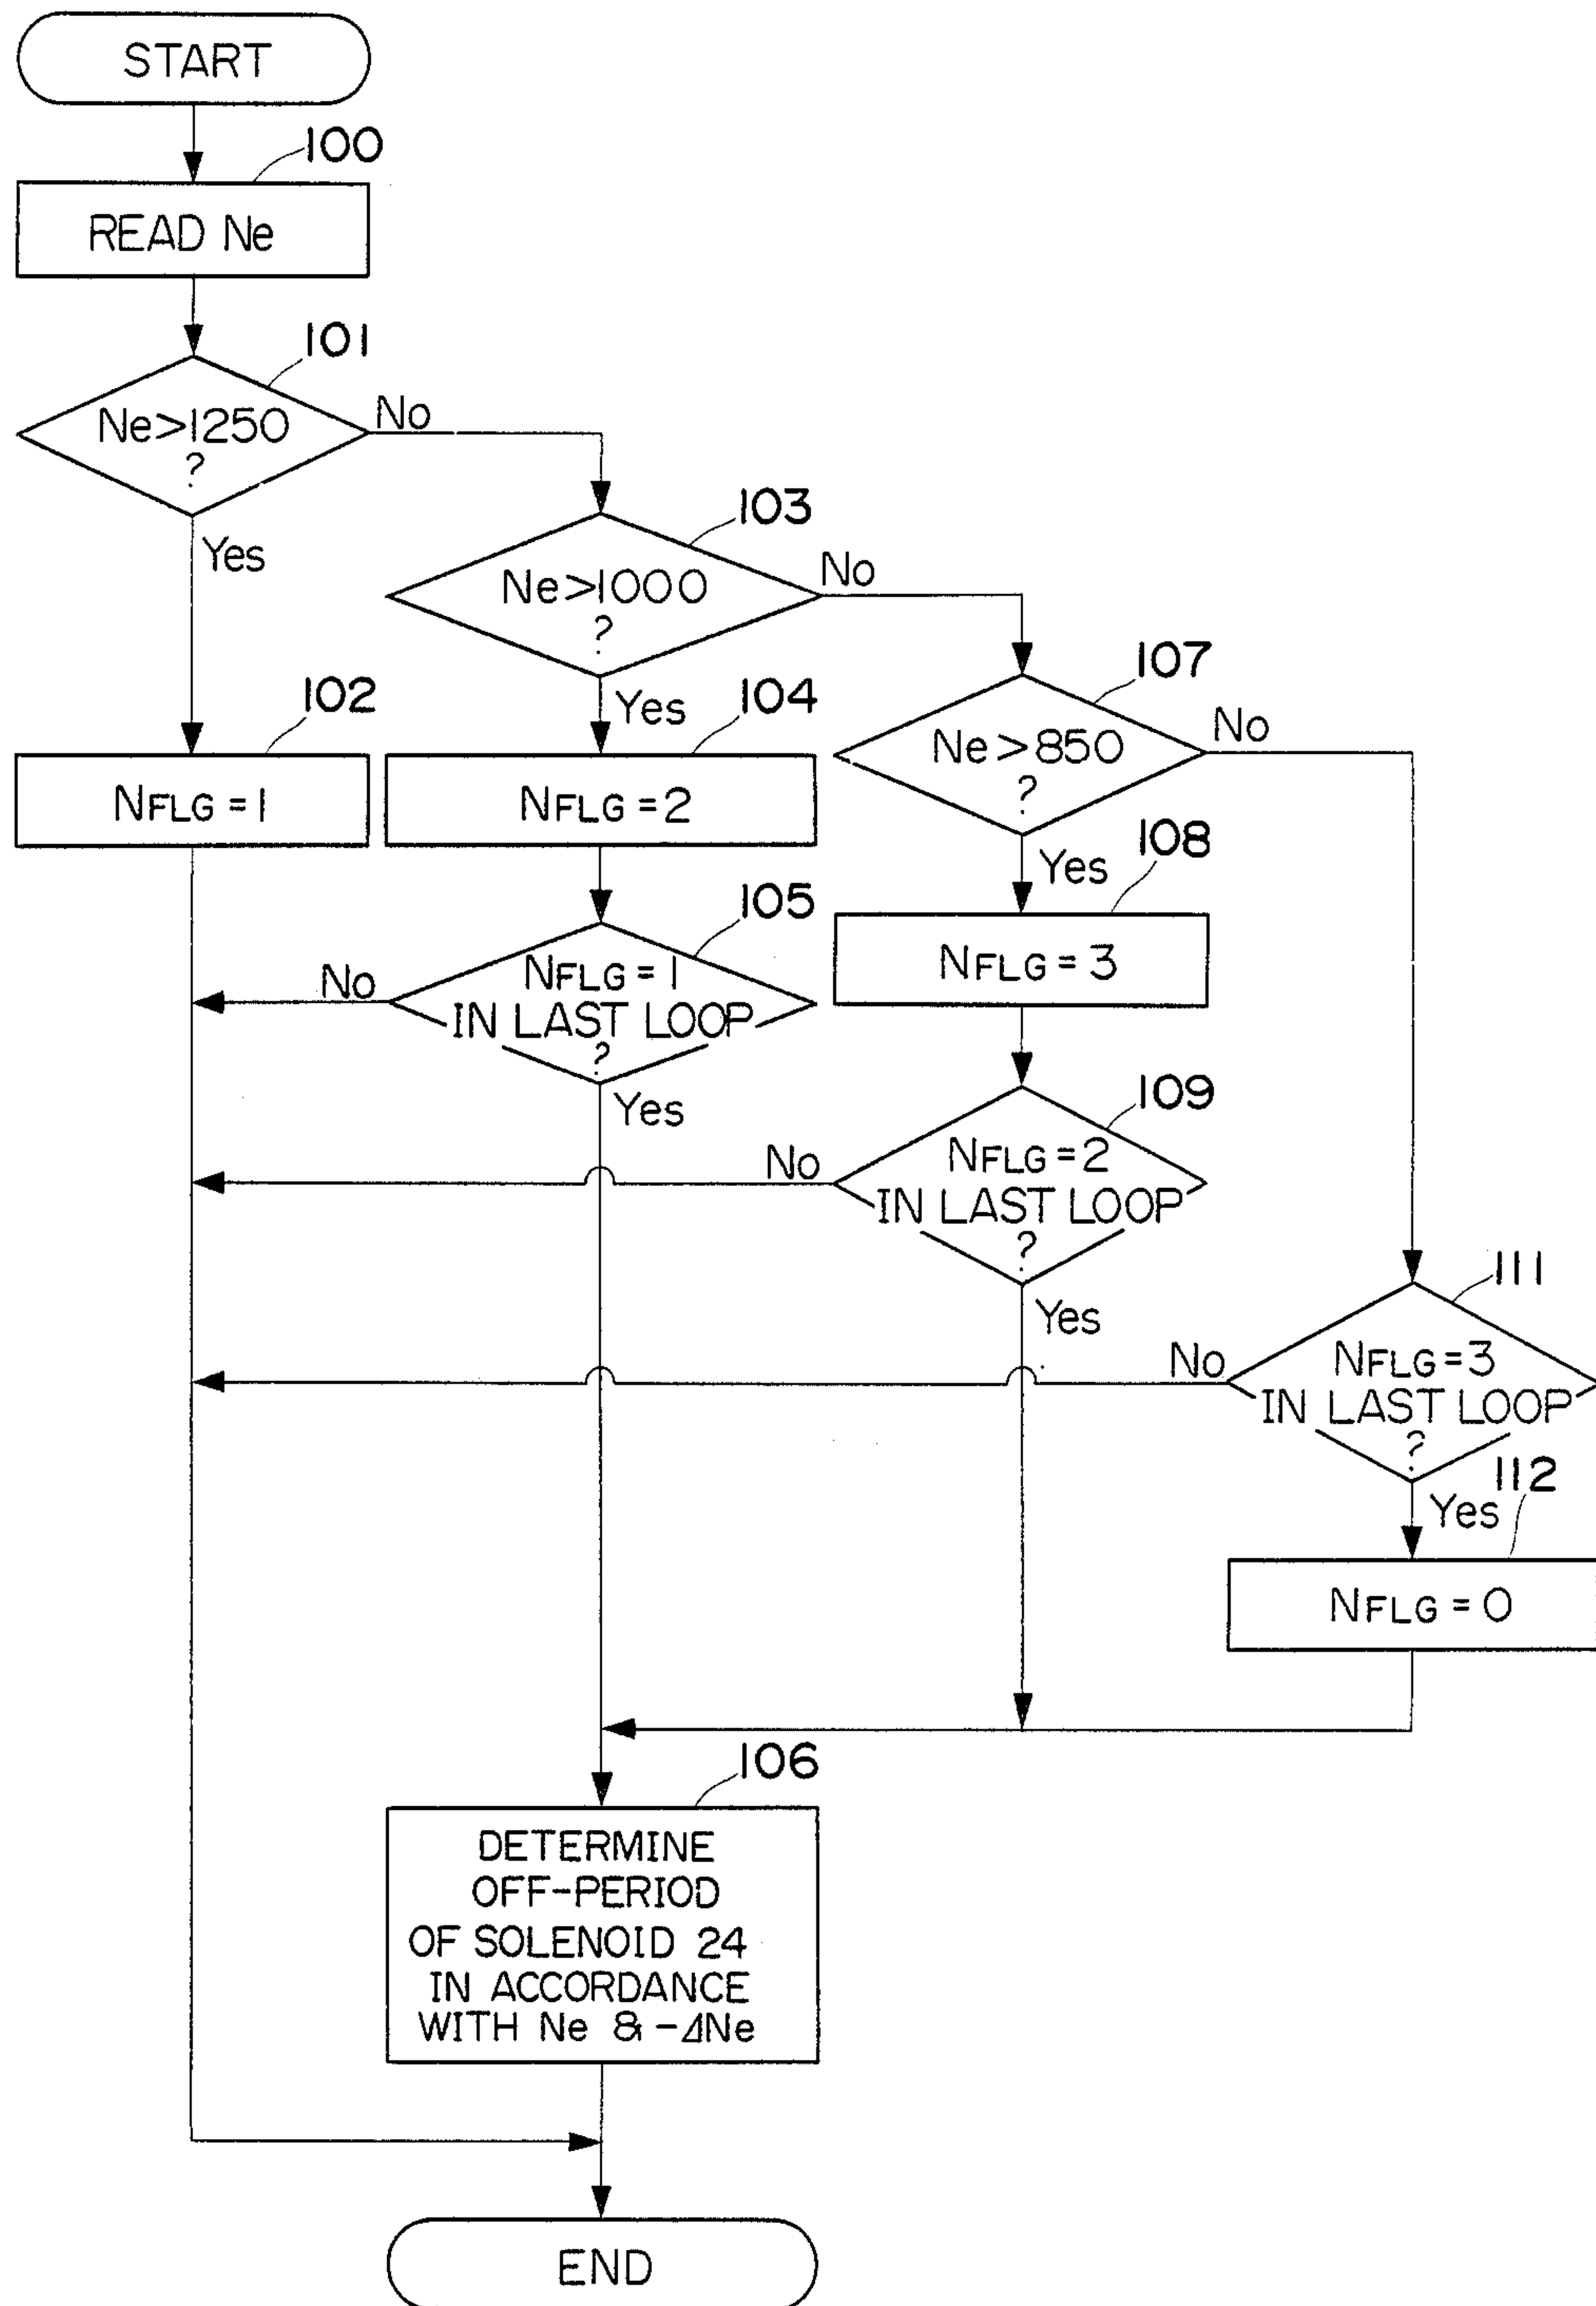 START
100
READ Ne
101
Ne>1250
?
No
Yes
103
Ne>1000
?
No
Yes
107
Ne>850
?
No
Yes
102
NFLG=1
104
NFLG=2
108
NFLG=3
105
NFLG=1
IN LAST LOOP
?
No
Yes
109
NFLG=2
IN LAST LOOP
?
No
Yes
111
NFLG=3
IN LAST LOOP
?
No
Yes
112
NFLG=0
106
DETERMINE
OFF-PERIOD
OF SOLENOID 24
IN ACCORDANCE
WITH Ne & -ΔNe
END